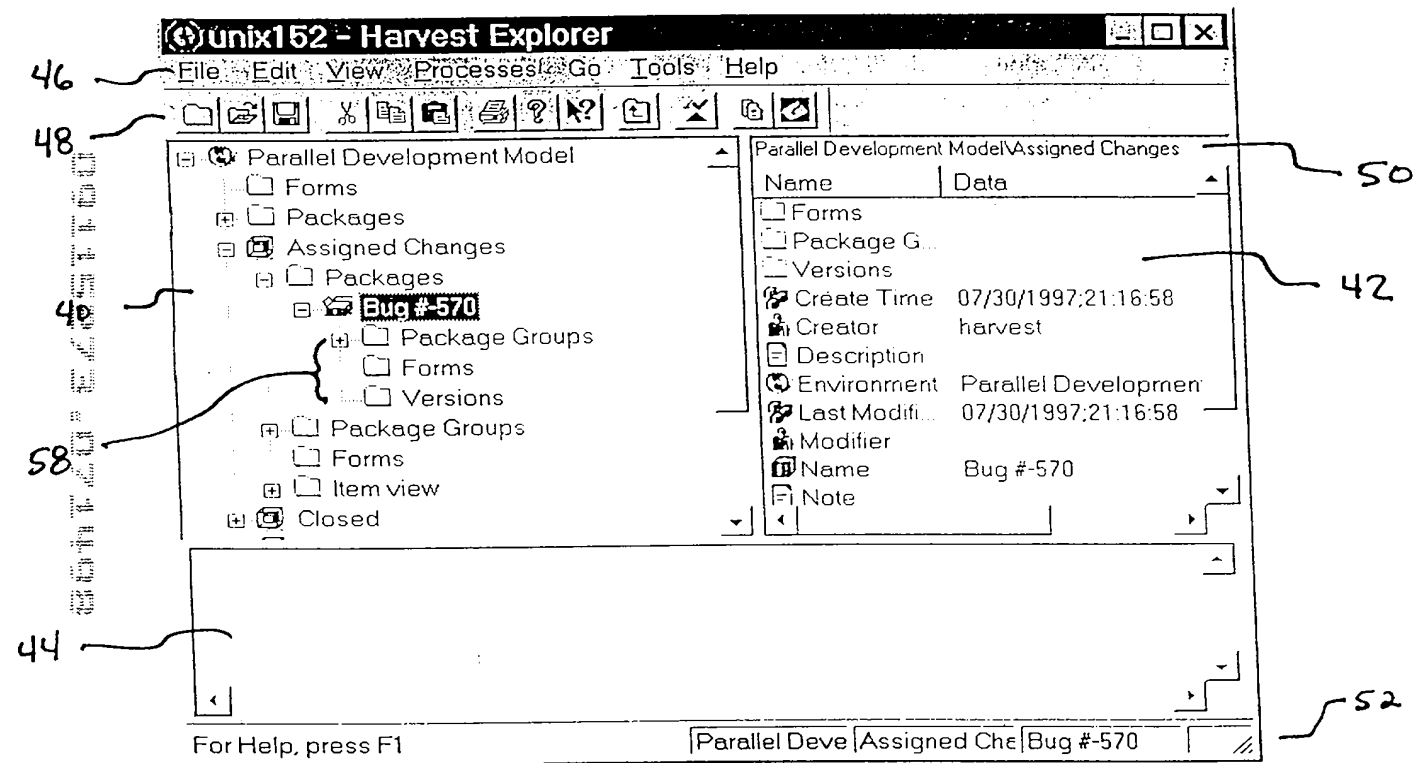 unix152 - Harvest Explorer
46
File Edit View Processes Go Tools Help
48
Parallel Development Model
Forms
Packages
Assigned Changes
Packages
Bug #-570
Package Groups
Forms
Versions
Package Groups
Forms
Item view
Closed
40
58
Parallel Development Model\Assigned Changes
50
Name Data
Forms
Package G...
Versions
42
Create Time 07/30/1997;21:16:58
Creator harvest
Description
Environment Parallel Developmen
Last Modifi... 07/30/1997;21:16:58
Modifier
Name Bug #-570
Note
44
52
For Help, press F1
Parallel Deve Assigned Cha Bug #-570